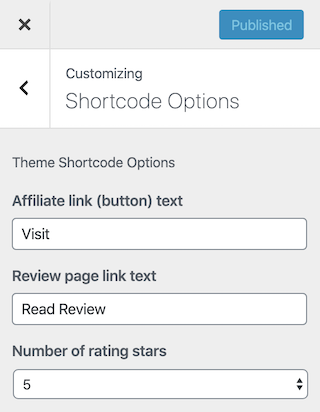 Published
Customizing
Shortcode Options
Theme Shortcode Options
Affiliate link (button) text
Visit
Review page link text
Read Review
Number of rating stars
5